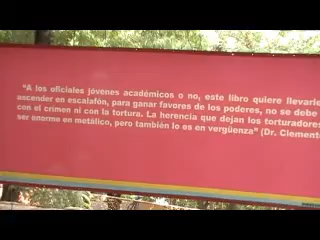 "A los oficiales jóvenes académicos o no, este libro quiere llevarle
ascender en escalafón, para ganar favores de los poderes, no se debe
con el crimen ni con la tortura. La herencia que dejan los torturadores
ser enorme en metálico, pero también lo es en vergüenza" (Dr. Clemente